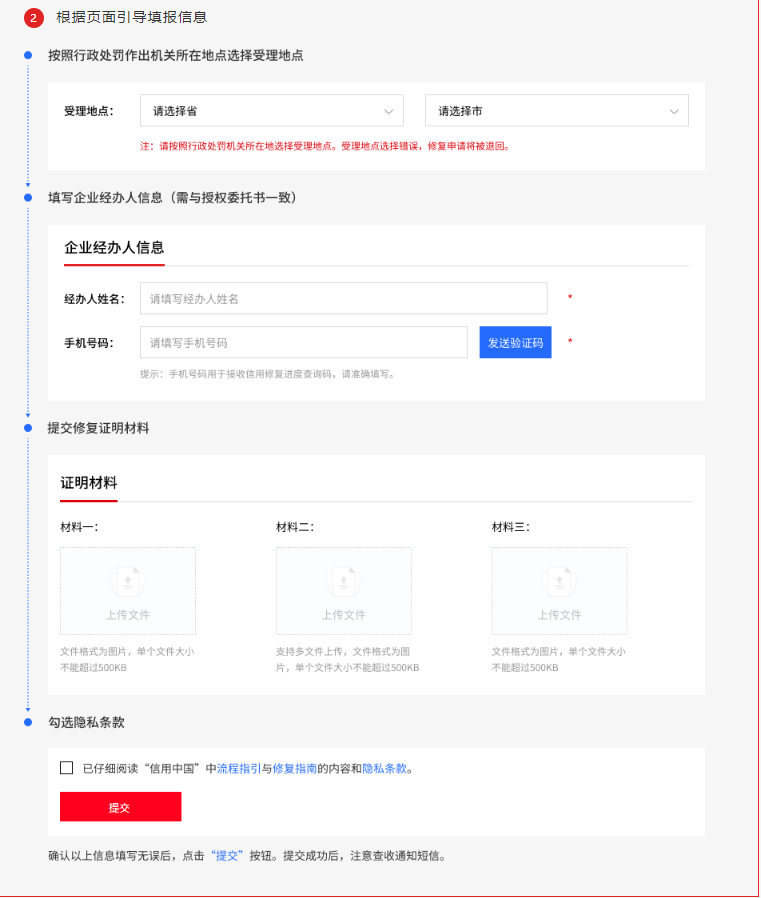 2 根据页面引导填报信息
按照行政处罚作出机关所在地点选择受理地点
受理地点： 请选择省 请选择市
注：请按照行政处罚机关所在地选择受理地点。受理地点选择错误，修复申请将被退回。
填写企业经办人信息（需与授权委托书一致）
企业经办人信息
经办人姓名： 请填写经办人姓名 *
手机号码： 请填写手机号码 发送验证码 *
提示：手机号码用于接收信用修复进度查询码，请准确填写。
提交修复证明材料
证明材料
材料一： 材料二： 材料三：
上传文件 上传文件 上传文件
文件格式为图片，单个文件大小 支持多文件上传，文件格式为图 文件格式为图片，单个文件大小
不能超过500KB 片，单个文件大小不能超过500KB 不能超过500KB
勾选隐私条款
已仔细阅读“信用中国”中流程指引与修复指南的内容和隐私条款。
提交
确认以上信息填写无误后，点击“提交”按钮。提交成功后，注意查收通知短信。